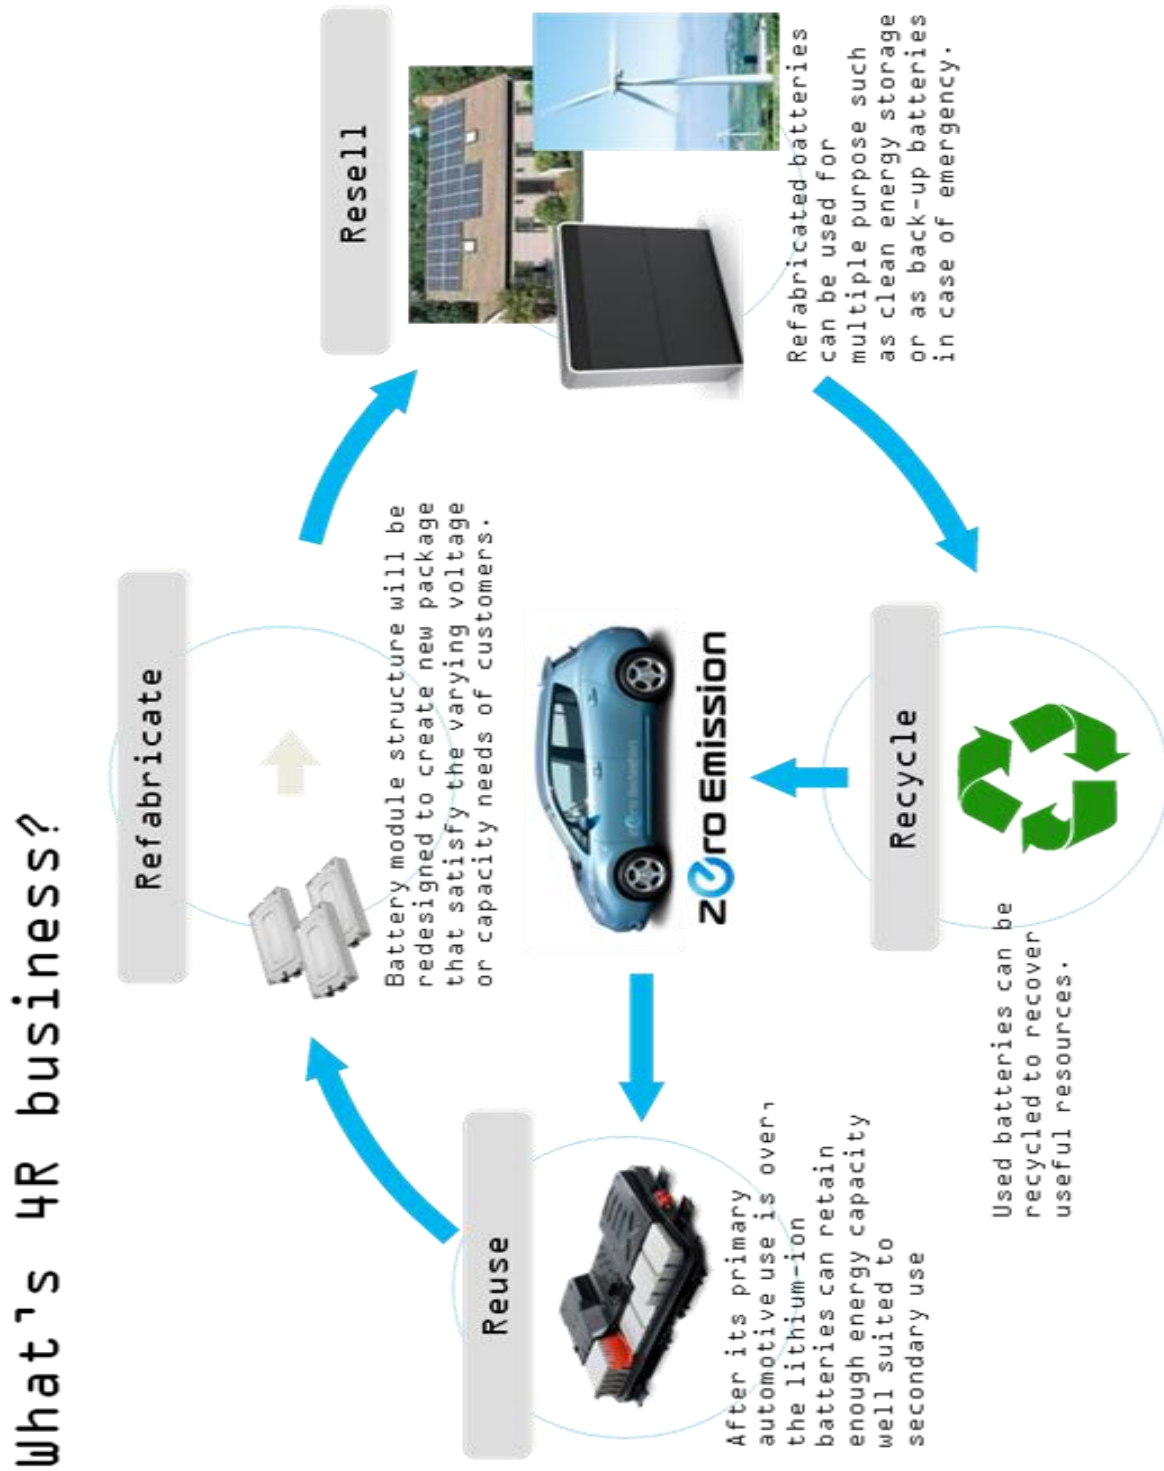 What's 4R business?
Refabricate
Battery module structure will be
redesigned to create new package
that satisfy the varying voltage
or capacity needs of customers.
Reuse
After its primary
automotive use is over,
the lithium-ion
batteries can retain
enough energy capacity
well suited to
secondary use
zero Emission
zero Emission
Resell
Refabricated batteries
can be used for
multiple purpose such
as clean energy storage
or as back-up batteries
in case of emergency.
Recycle
Used batteries can be
recycled to recover
useful resources.